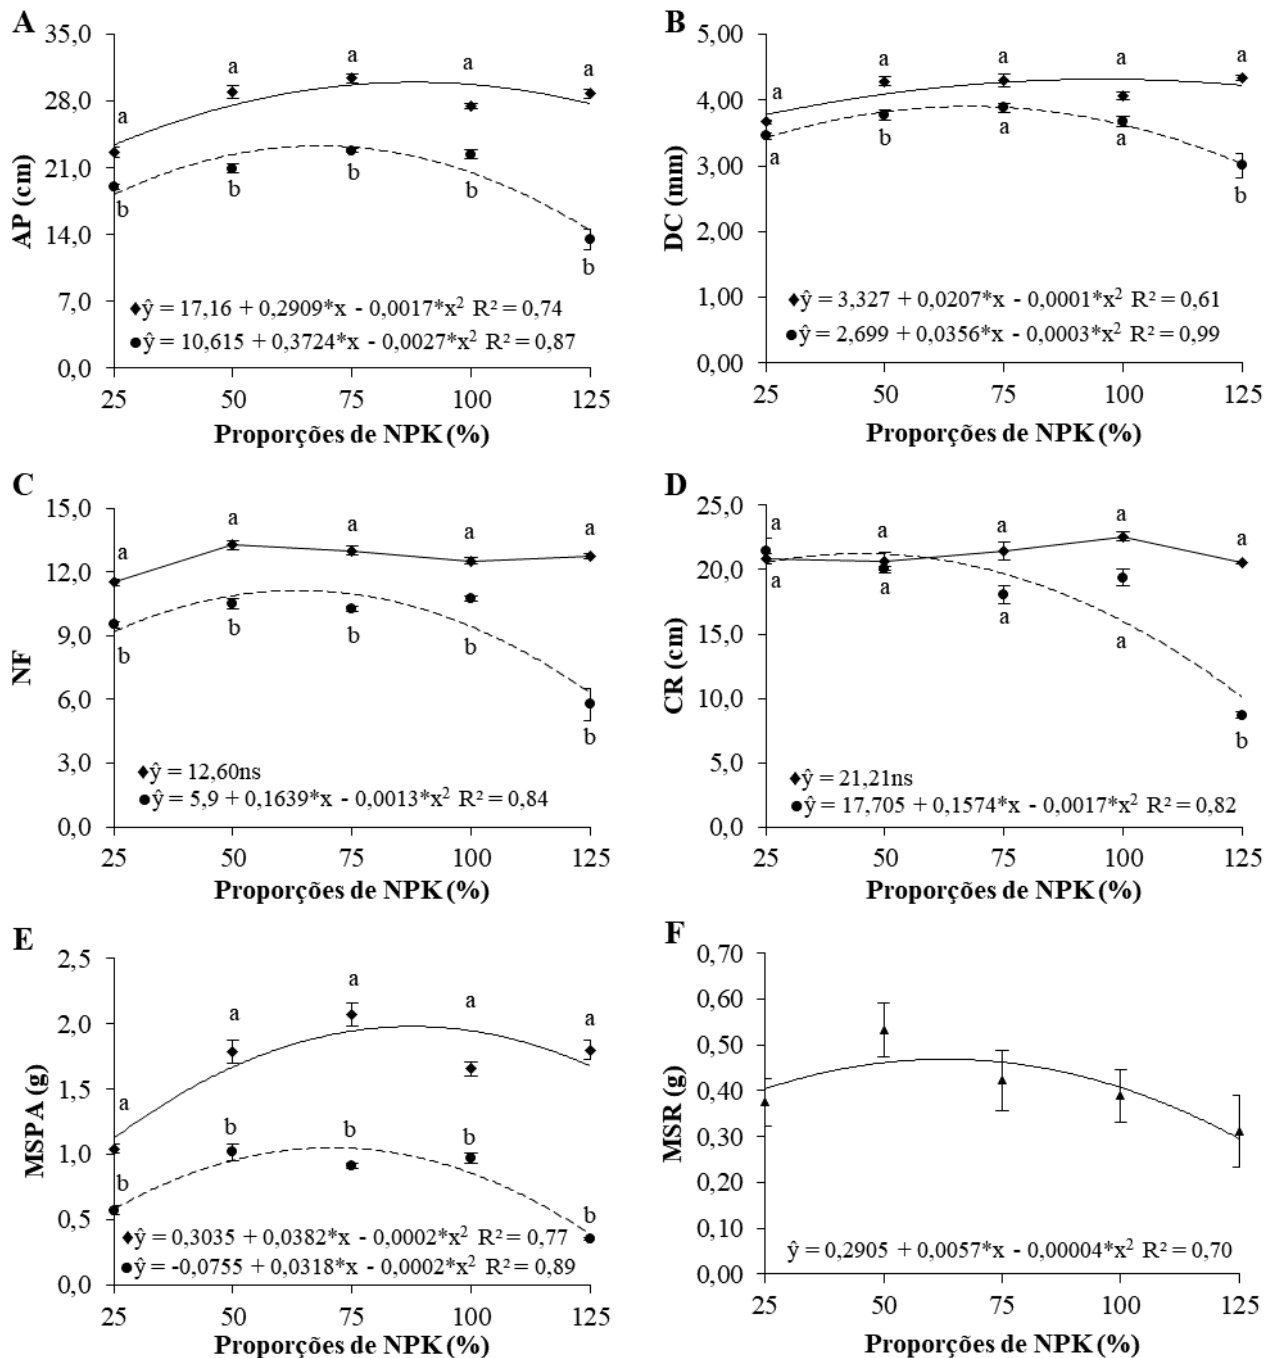 A
35,0
28,0
21,0
14,0
7,0
0,0
AP (cm)
a
a
a
a
a
b
b
b
b
b
♦ŷ = 17,16 + 0,2909*x - 0,0017*x² R² = 0,74
●ŷ = 10,615 + 0,3724*x - 0,0027*x² R² = 0,87
25 50 75 100 125
Proporções de NPK (%)
B
5,00
4,00
3,00
2,00
1,00
0,00
DC (mm)
a
a
a
a
a
a
b
a
a
b
♦ŷ = 3,327 + 0,0207*x - 0,0001*x² R² = 0,61
●ŷ = 2,699 + 0,0356*x - 0,0003*x² R² = 0,99
25 50 75 100 125
Proporções de NPK (%)
C
15,0
12,0
9,0
6,0
3,0
0,0
NF
a
a
a
a
a
b
b
b
b
b
♦ŷ = 12,60ns
●ŷ = 5,9 + 0,1639*x - 0,0013*x² R² = 0,84
25 50 75 100 125
Proporções de NPK (%)
D
25,0
20,0
15,0
10,0
5,0
0,0
CR (cm)
a
a
a
a
a
a
a
a
a
b
♦ŷ = 21,21ns
●ŷ = 17,705 + 0,1574*x - 0,0017*x² R² = 0,82
25 50 75 100 125
Proporções de NPK (%)
E
2,5
2,0
1,5
1,0
0,5
0,0
MSPA (g)
a
a
a
a
a
b
b
b
b
b
♦ŷ = 0,3035 + 0,0382*x - 0,0002*x² R² = 0,77
●ŷ = -0,0755 + 0,0318*x - 0,0002*x² R² = 0,89
25 50 75 100 125
Proporções de NPK (%)
F
0,70
0,60
0,50
0,40
0,30
0,20
0,10
0,00
MSR (g)
ŷ = 0,2905 + 0,0057*x - 0,00004*x² R² = 0,70
25 50 75 100 125
Proporções de NPK (%)